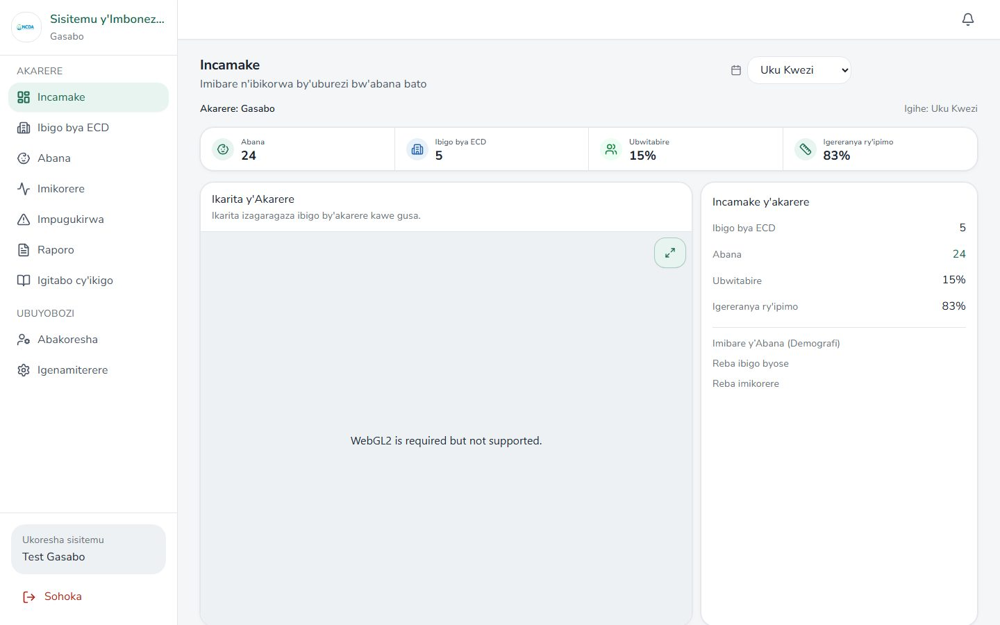 NCDA
Sisitemu y'Imbonez...
Gasabo
AKARERE
Incamake
Ibigo bya ECD
Abana
Imikorere
Impugukirwa
Raporo
Igitabo cy'ikigo
UBUYOBOZI
Abakoresha
Igenamiterere
Ukoresha sisitemu
Test Gasabo
Sohoka
Incamake
Imibare n'ibikorwa by'uburezi bw'abana bato
Uku Kwezi
Akarere: Gasabo
Igihe: Uku Kwezi
Abana
24
Ibigo bya ECD
5
Ubwitabire
15%
Igereranya ry'ipimo
83%
Ikarita y'Akarere
Ikarita izagaragaza ibigo by'akarere kawe gusa.
WebGL2 is required but not supported.
Incamake y'akarere
Ibigo bya ECD 5
Abana 24
Ubwitabire 15%
Igereranya ry'ipimo 83%
Imibare y’Abana (Demografi)
Reba ibigo byose
Reba imikorere